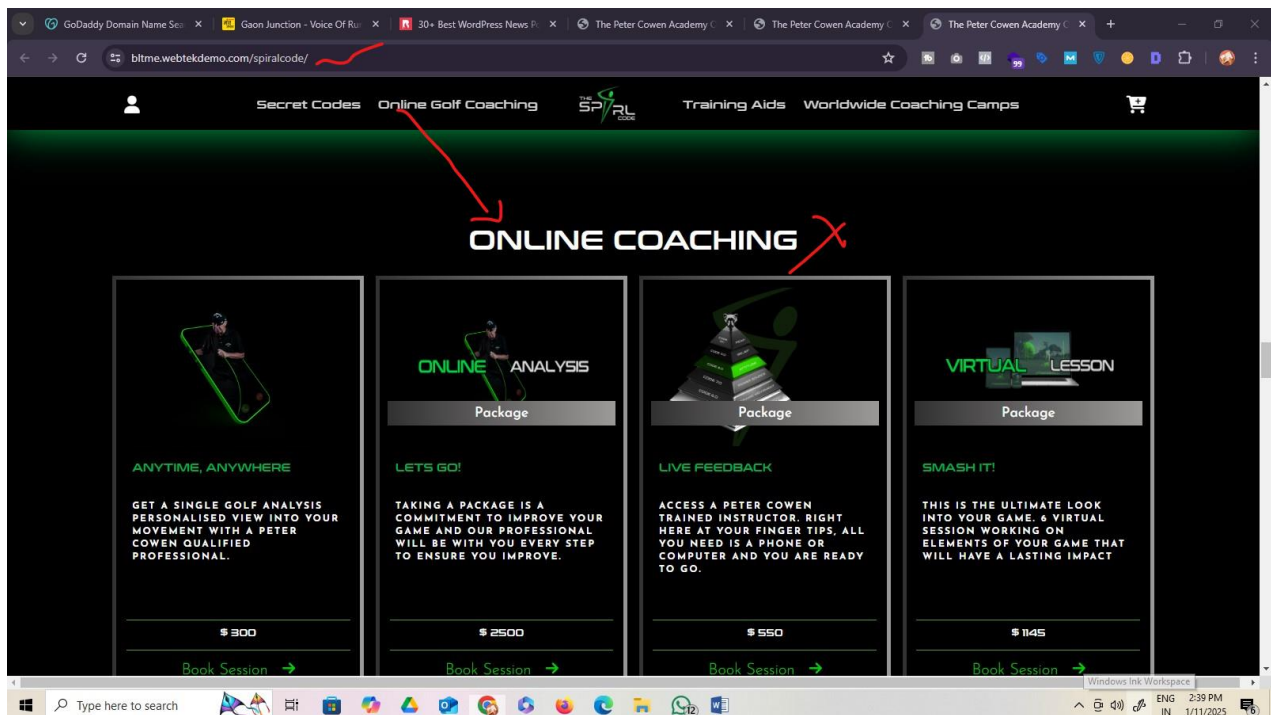 GoDaddy Domain Name Sea
Gaon Junction - Voice Of Ru
30+ Best WordPress News P
The Peter Cowen Academy C
The Peter Cowen Academy C
The Peter Cowen Academy C
bltme.webtekdemo.com/spiralcode/
99
Secret Codes
Online Golf Coaching
THE
SPIRL
CODE
Training Aids
Worldwide Coaching Camps
ONLINE COACHING
ONLINE ANALYSIS
VIRTUAL LESSON
Package
Package
Package
ANYTIME, ANYWHERE
GET A SINGLE GOLF ANALYSIS
PERSONALISED VIEW INTO YOUR
MOVEMENT WITH A PETER
COWEN QUALIFIED
PROFESSIONAL.
$ 300
Book Session →
LETS GO!
TAKING A PACKAGE IS A
COMMITMENT TO IMPROVE YOUR
GAME AND OUR PROFESSIONAL
WILL BE WITH YOU EVERY STEP
TO ENSURE YOU IMPROVE.
$ 2500
Book Session →
LIVE FEEDBACK
ACCESS A PETER COWEN
TRAINED INSTRUCTOR. RIGHT
HERE AT YOUR FINGER TIPS, ALL
YOU NEED IS A PHONE OR
COMPUTER AND YOU ARE READY
TO GO.
$ 550
Book Session →
SMASH IT!
THIS IS THE ULTIMATE LOOK
INTO YOUR GAME. 6 VIRTUAL
SESSION WORKING ON
ELEMENTS OF YOUR GAME THAT
WILL HAVE A LASTING IMPACT
$ 1145
Book Session →
Windows Ink Workspace
Type here to search
12
ENG
IN
2:39 PM
1/11/2025
6